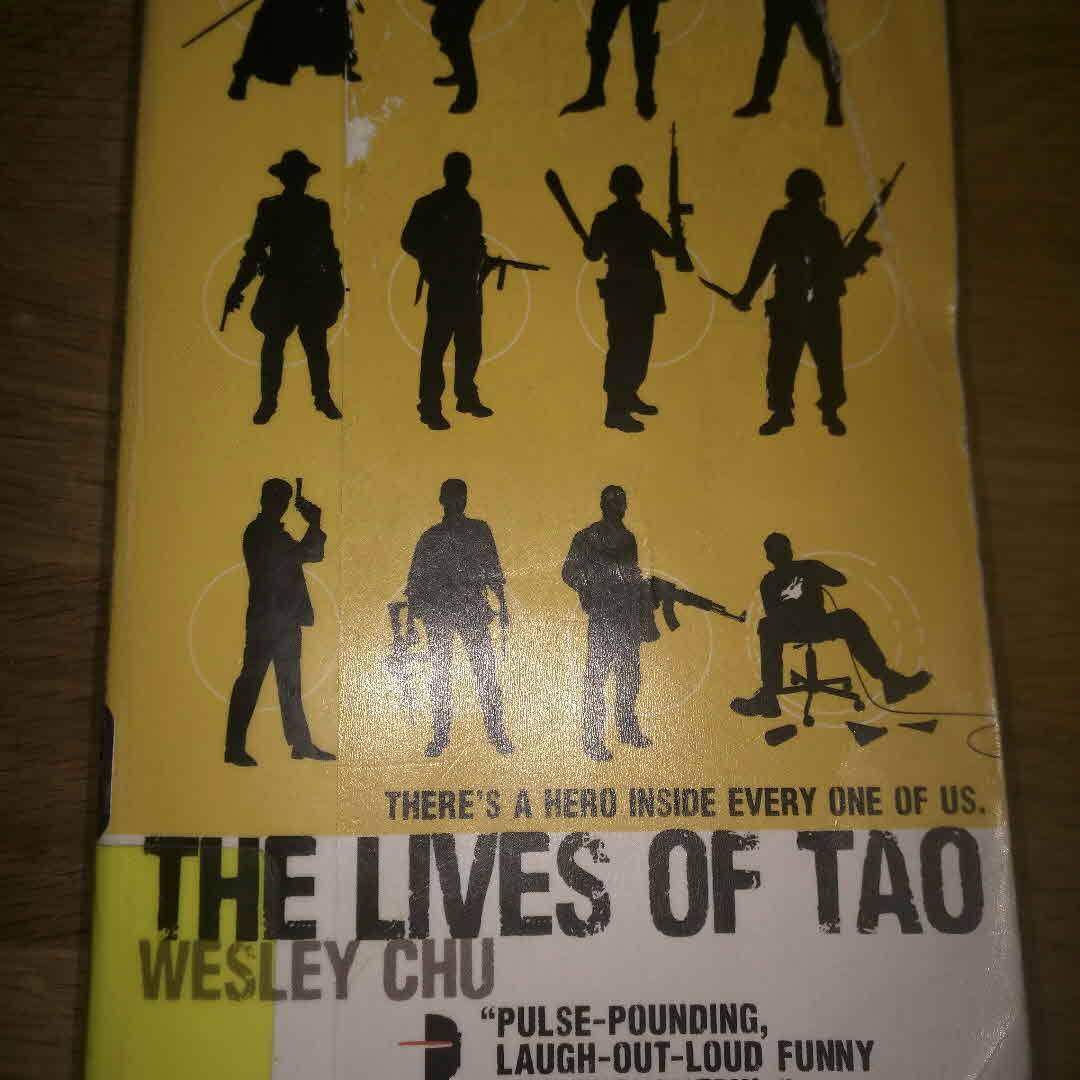 THERE'S A HERO INSIDE EVERY ONE OF US.
THE LIVES OF TAO
WESLEY CHU
"PULSE-POUNDING,
LAUGH-OUT-LOUD FUNNY